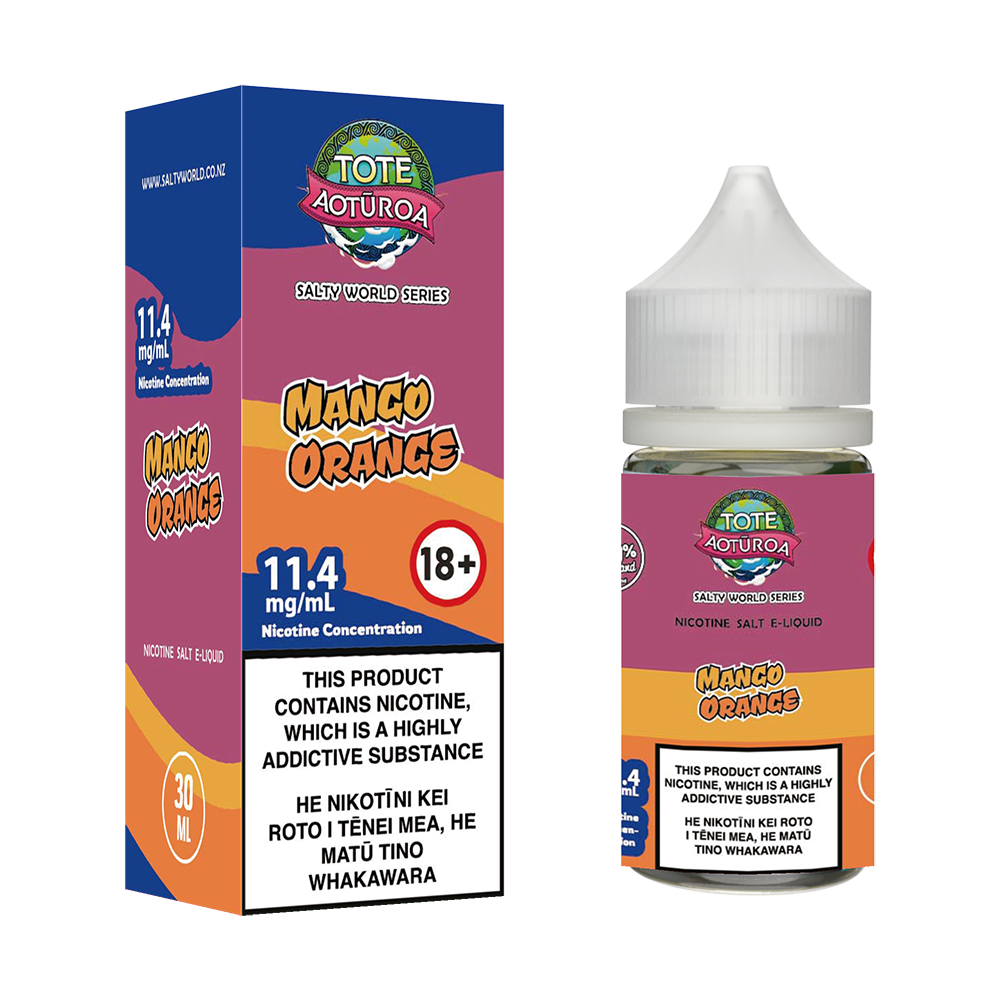 WWW.SALTYWORLD.CO.NZ
11.4
mg/mL
Nicotine Concentration
MANGO
ORANGE
NICOTINE SALT E-LIQUID
30
ML
TOTE
AOTŪROA
SALTY WORLD SERIES
MANGO
ORANGE
11.4
mg/mL
Nicotine Concentration
18+
THIS PRODUCT
CONTAINS NICOTINE,
WHICH IS A HIGHLY
ADDICTIVE SUBSTANCE
HE NIKOTĪNI KEI
ROTO I TĒNEI MEA, HE
MATŪ TINO
WHAKAWARA
TOTE
AOTŪROA
SALTY WORLD SERIES
NICOTINE SALT E-LIQUID
MANGO
ORANGE
.4
mL
THIS PRODUCT CONTAINS
NICOTINE, WHICH IS A HIGHLY
ADDICTIVE SUBSTANCE
HE NIKOTĪNI KEI ROTO
I TĒNEI MEA, HE MATŪ
TINO WHAKAWARA